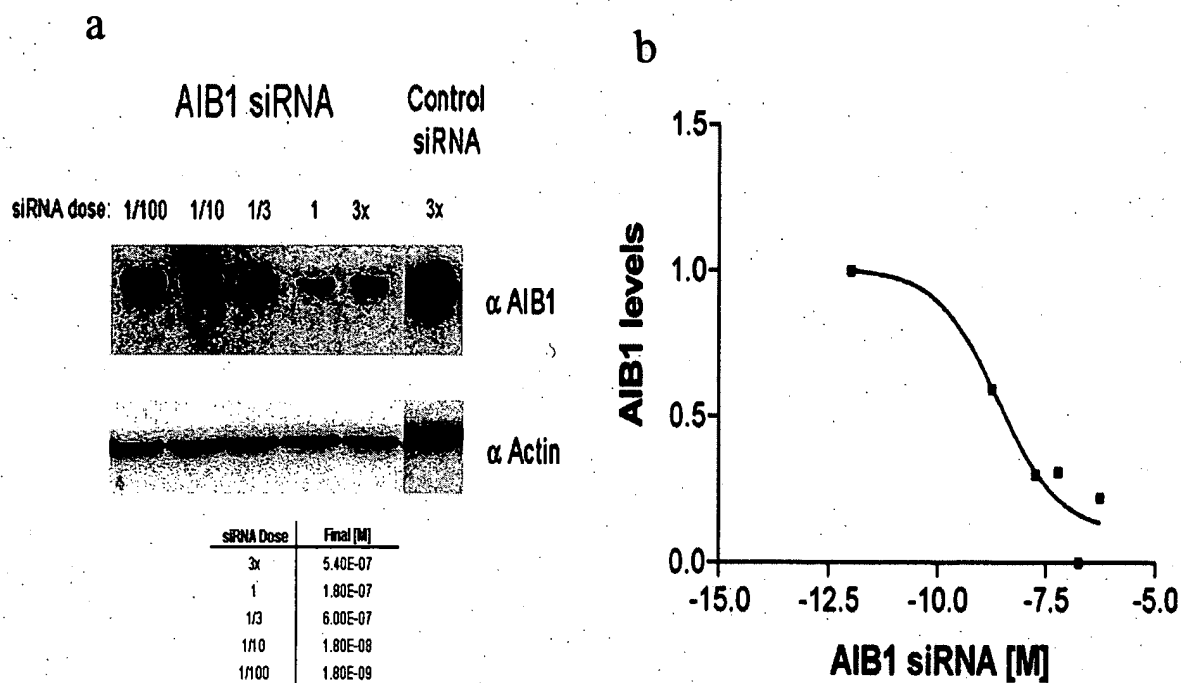 a
AIB1 siRNA
Control
siRNA
siRNA dose: 1/100 1/10 1/3 1 3x 3x
α AIB1
α Actin
siRNA Dose Final [M]
3x 5.40E-07
1 1.80E-07
1/3 6.00E-07
1/10 1.80E-08
1/100 1.80E-09
b
AIB1 levels
1.5
1.0
0.5
0.0
-15.0 -12.5 -10.0 -7.5 -5.0
AIB1 siRNA [M]